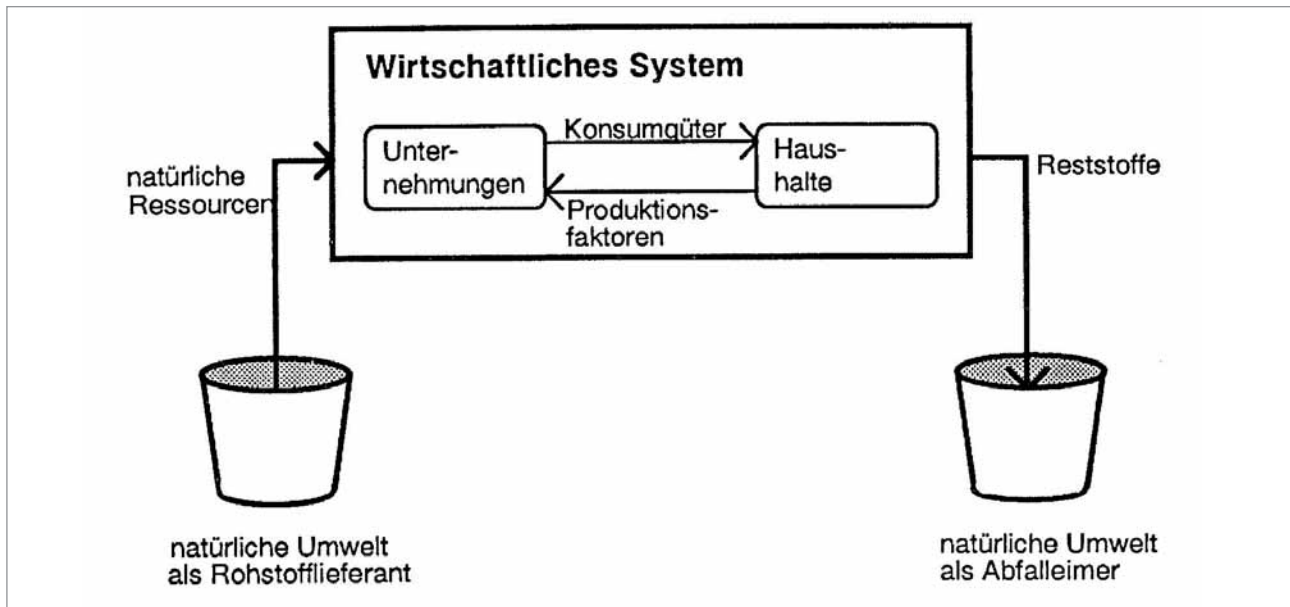 Wirtschaftliches System
Konsumgüter
Unter-
nehmungen
Haus-
halte
Produktions-
faktoren
natürliche
Ressourcen
Reststoffe
natürliche Umwelt
als Rohstofflieferant
natürliche Umwelt
als Abfalleimer